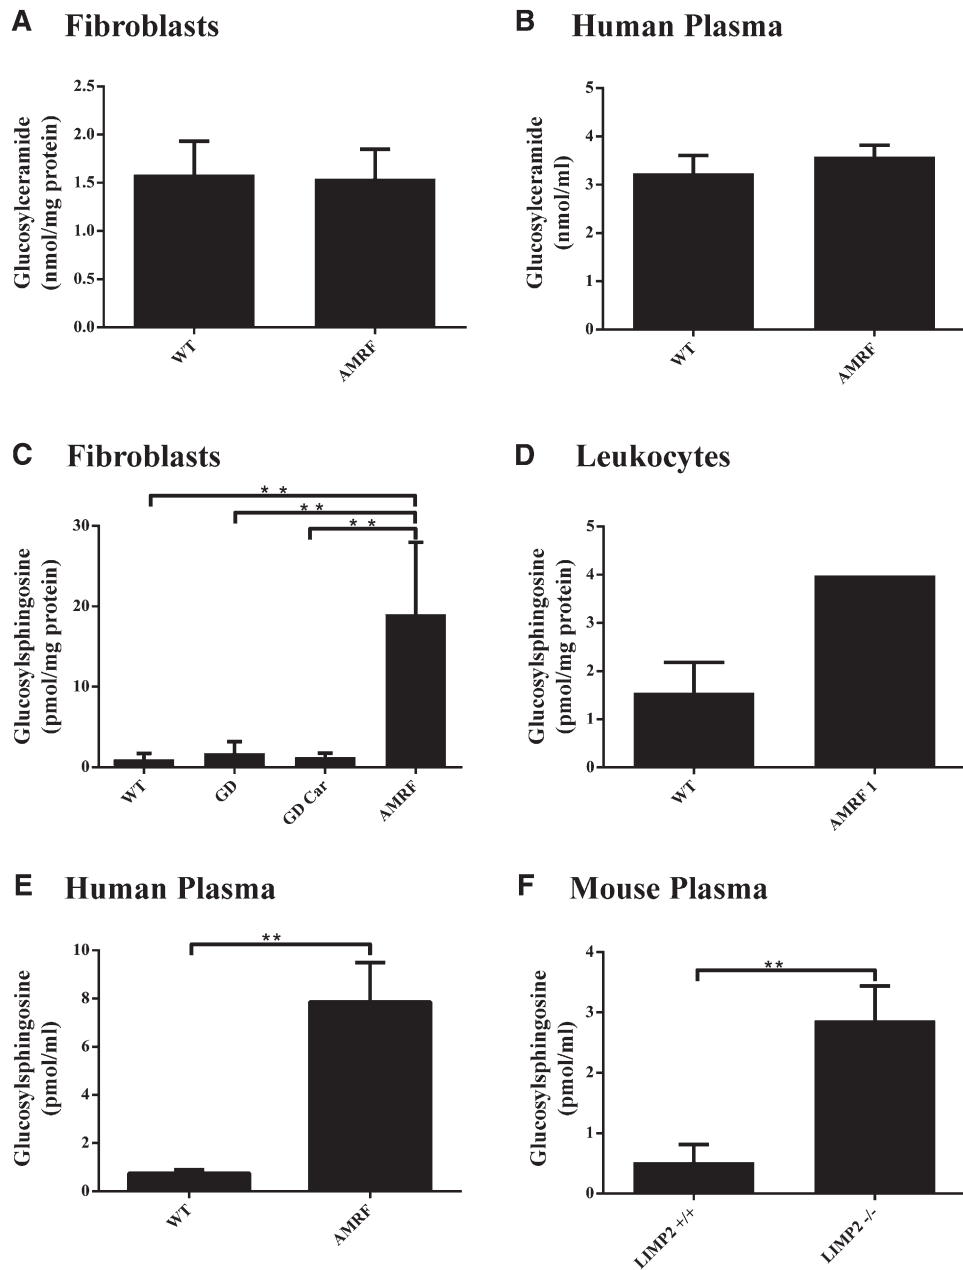 A Fibroblasts
Glucosylceramide
(nmol/mg protein)
2.5
2.0
1.5
1.0
0.5
0.0
WT
AMRF
B Human Plasma
Glucosylceramide
(nmol/ml)
5
4
3
2
1
0
WT
AMRF
C Fibroblasts
Glucosylsphingosine
(pmol/mg protein)
* *
* *
* *
30
20
10
0
WT
GD
GD Car
AMRF
D Leukocytes
Glucosylsphingosine
(pmol/mg protein)
5
4
3
2
1
0
WT
AMRF 1
E Human Plasma
Glucosylsphingosine
(pmol/ml)
**
10
8
6
4
2
0
WT
AMRF
F Mouse Plasma
Glucosylsphingosine
(pmol/ml)
**
4
3
2
1
0
LIMP2 +/+
LIMP2 -/-